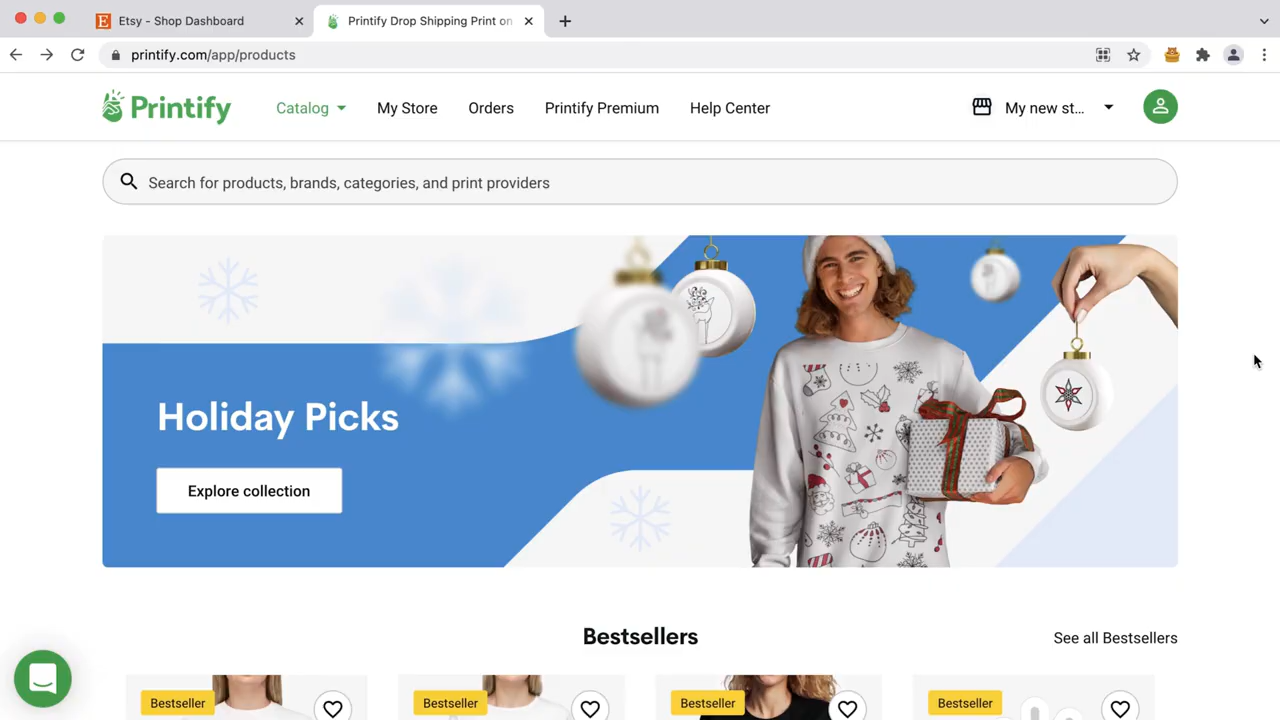 Etsy - Shop Dashboard
Printify Drop Shipping Print on
printify.com/app/products
Printify
Catalog
My Store
Orders
Printify Premium
Help Center
My new st...
Search for products, brands, categories, and print providers
Holiday Picks
Explore collection
Bestsellers
See all Bestsellers
Bestseller
Bestseller
Bestseller
Bestseller